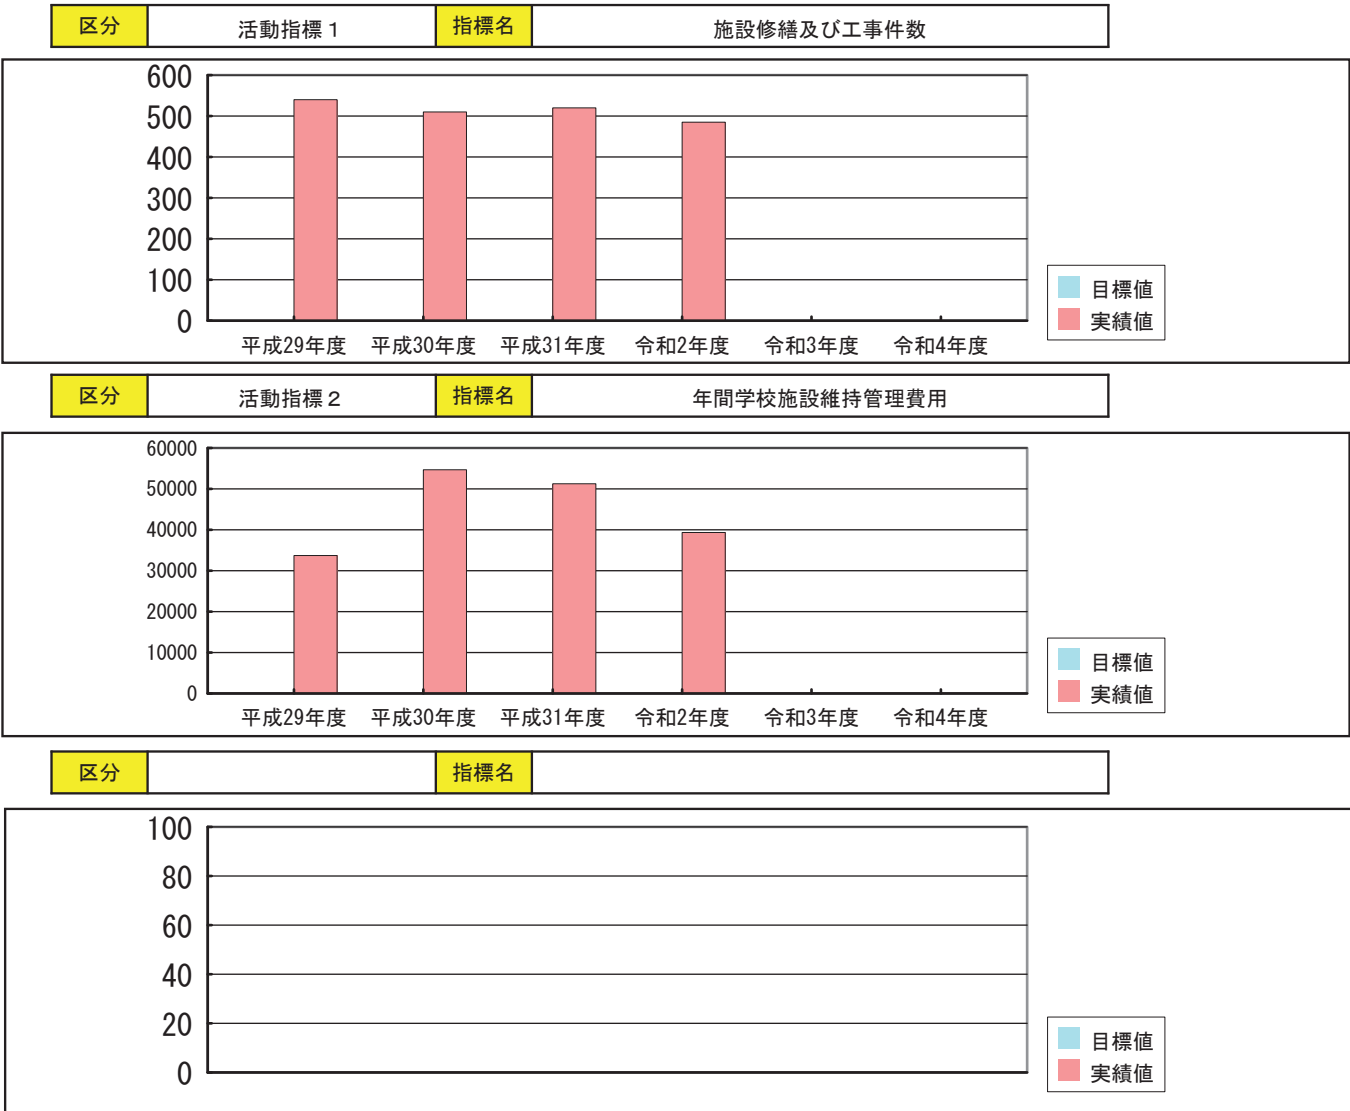 区分 活動指標１ 指標名 施設修繕及び工事件数
600
500
400
300
200
100
0
平成29年度 平成30年度 平成31年度 令和2年度 令和3年度 令和4年度
目標値
実績値
区分 活動指標２ 指標名 年間学校施設維持管理費用
60000
50000
40000
30000
20000
10000
0
平成29年度 平成30年度 平成31年度 令和2年度 令和3年度 令和4年度
目標値
実績値
区分 指標名
100
80
60
40
20
0
目標値
実績値